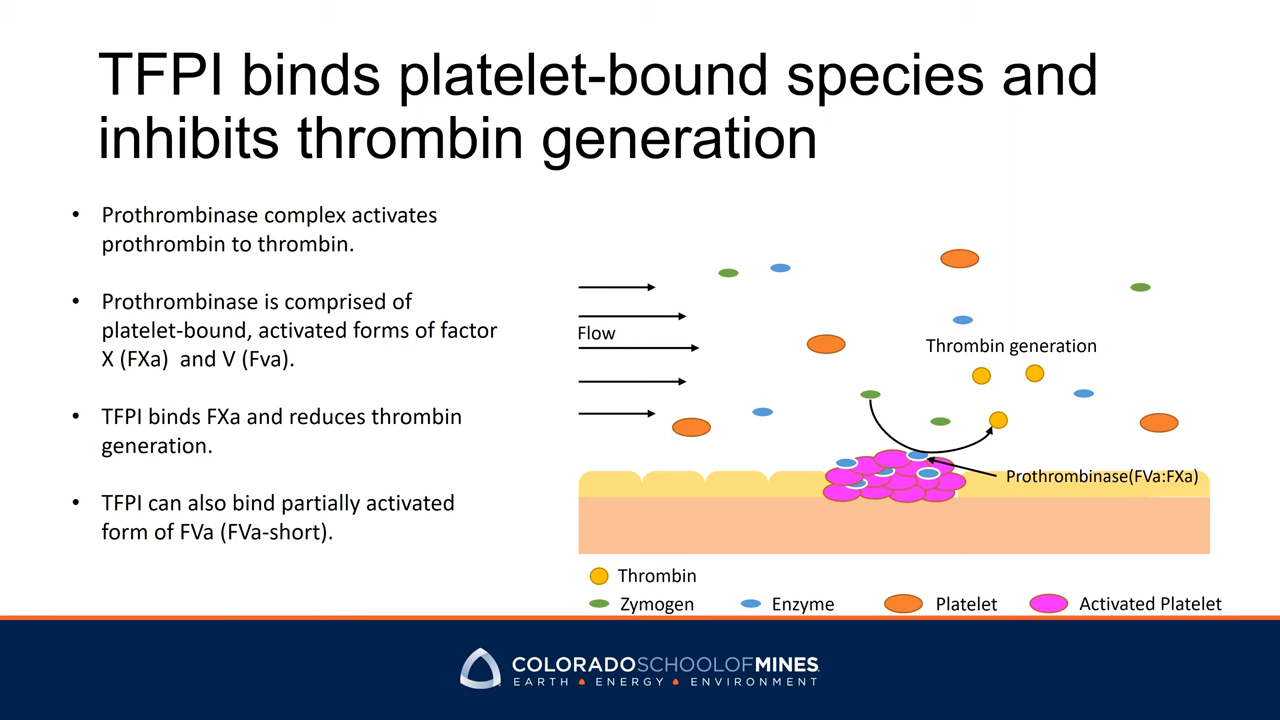 TFPI binds platelet-bound species and
inhibits thrombin generation
• Prothrombinase complex activates
prothrombin to thrombin.
• Prothrombinase is comprised of
platelet-bound, activated forms of factor
X (FXa) and V (Fva).
• TFPI binds FXa and reduces thrombin
generation.
• TFPI can also bind partially activated
form of FVa (FVa-short).
Flow
Thrombin generation
Prothrombinase(FVa:FXa)
Thrombin
Zymogen
Enzyme
Platelet
Activated Platelet
COLORADOSCHOOLOFMINES
EARTH • ENERGY • ENVIRONMENT